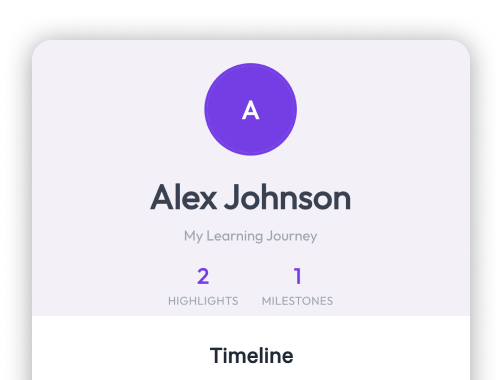 A
Alex Johnson
My Learning Journey
2 1
HIGHLIGHTS MILESTONES
Timeline